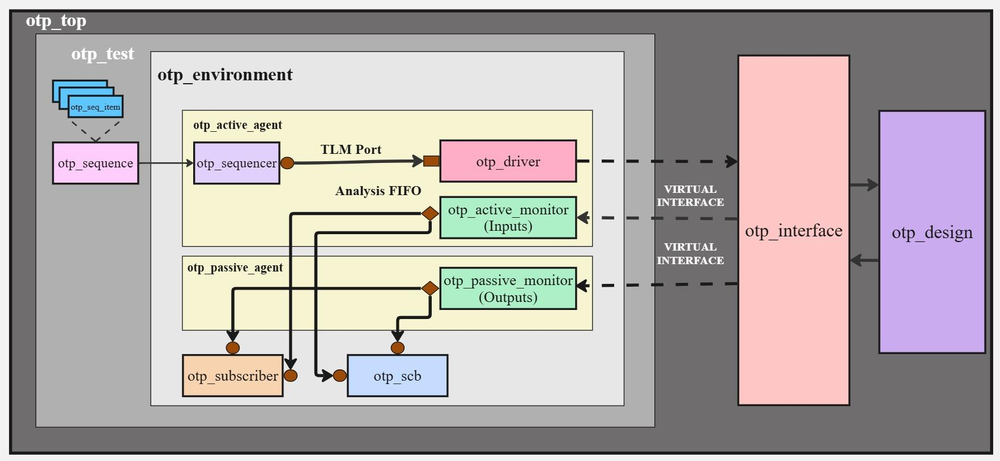 otp_top
otp_test
otp_environment
otp_seq_item
otp_active_agent
otp_sequence
otp_sequencer
TLM Port
otp_driver
Analysis FIFO
otp_active_monitor
(Inputs)
VIRTUAL
INTERFACE
otp_interface
otp_design
VIRTUAL
INTERFACE
otp_passive_agent
otp_passive_monitor
(Outputs)
otp_subscriber
otp_scb